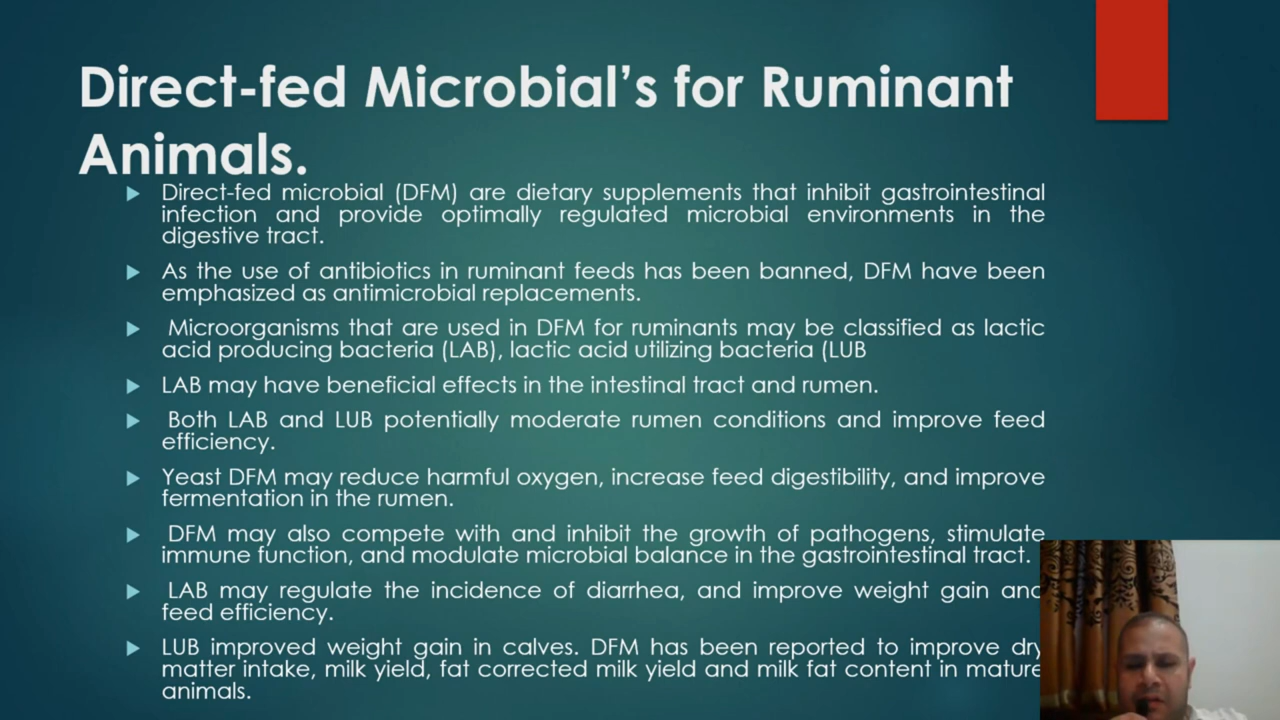 Direct-fed Microbial’s for Ruminant
Animals.
Direct-fed microbial (DFM) are dietary supplements that inhibit gastrointestinal
infection and provide optimally regulated microbial environments in the
digestive tract.
As the use of antibiotics in ruminant feeds has been banned, DFM have been
emphasized as antimicrobial replacements.
Microorganisms that are used in DFM for ruminants may be classified as lactic
acid producing bacteria (LAB), lactic acid utilizing bacteria (LUB
LAB may have beneficial effects in the intestinal tract and rumen.
Both LAB and LUB potentially moderate rumen conditions and improve feed
efficiency.
Yeast DFM may reduce harmful oxygen, increase feed digestibility, and improve
fermentation in the rumen.
DFM may also compete with and inhibit the growth of pathogens, stimulate
immune function, and modulate microbial balance in the gastrointestinal tract.
LAB may regulate the incidence of diarrhea, and improve weight gain and
feed efficiency.
LUB improved weight gain in calves. DFM has been reported to improve dry
matter intake, milk yield, fat corrected milk yield and milk fat content in mature
animals.